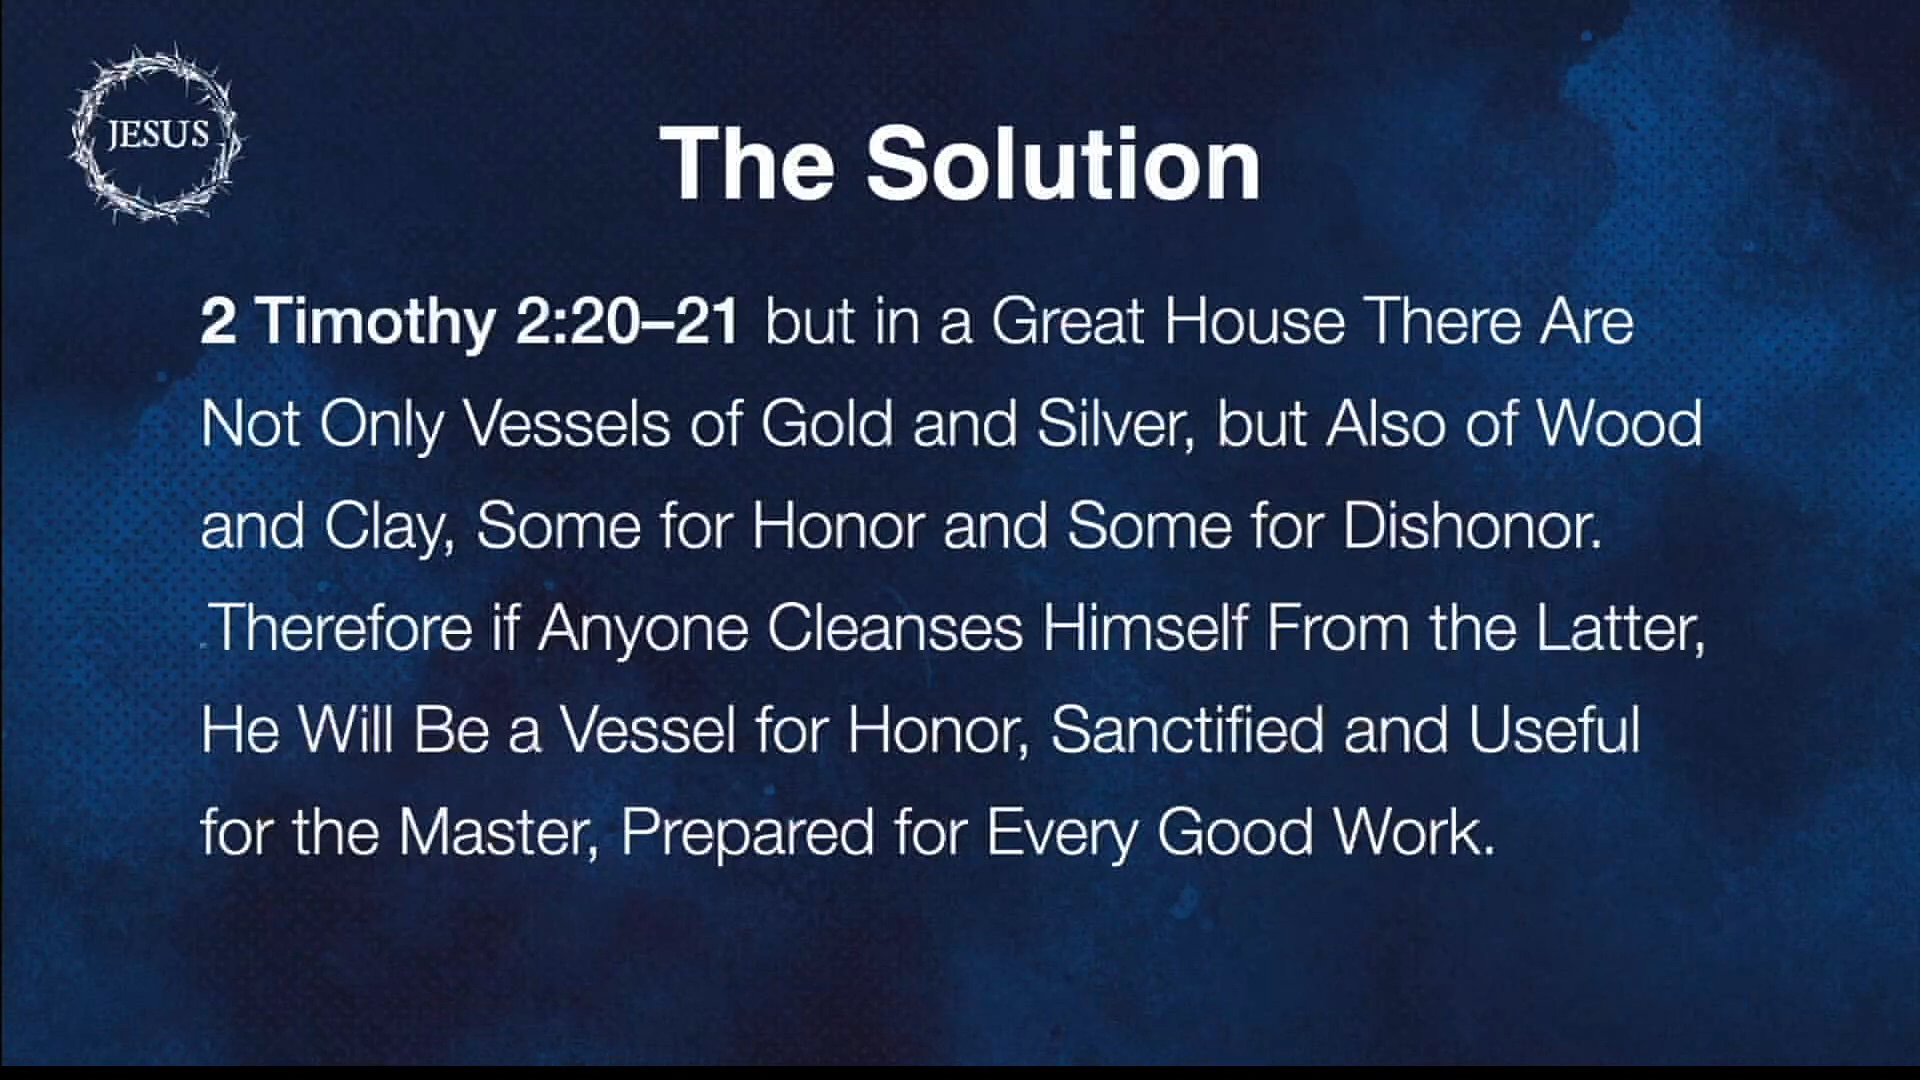 JESUS
The Solution
2 Timothy 2:20–21 but in a Great House There Are
Not Only Vessels of Gold and Silver, but Also of Wood
and Clay, Some for Honor and Some for Dishonor.
Therefore if Anyone Cleanses Himself From the Latter,
He Will Be a Vessel for Honor, Sanctified and Useful
for the Master, Prepared for Every Good Work.